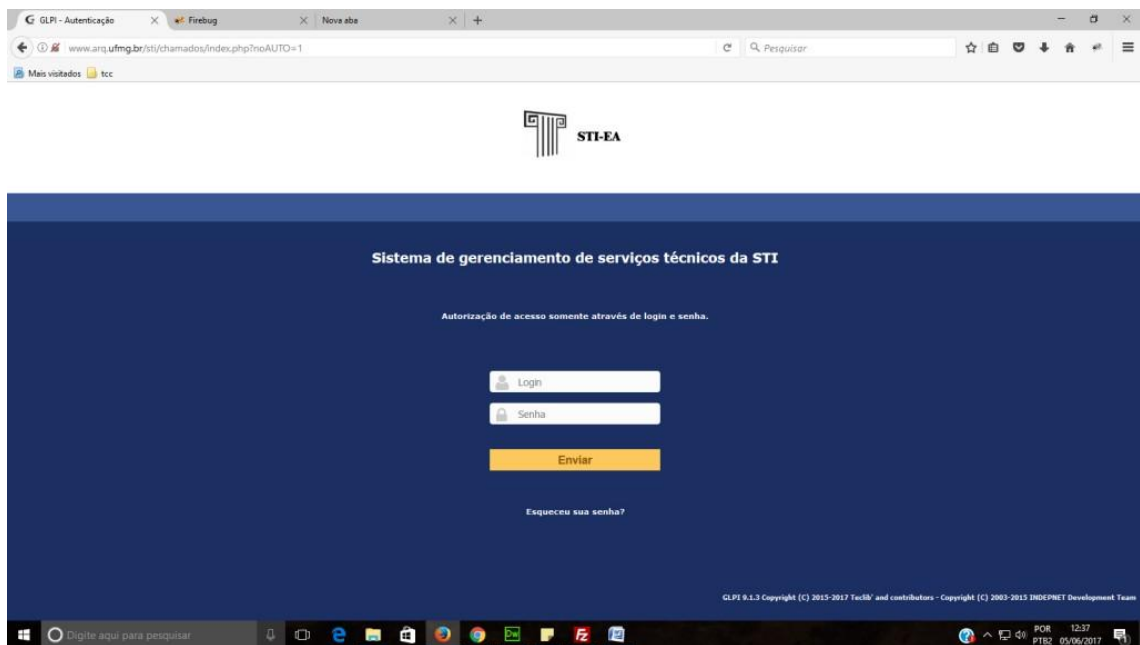 GLPI - Autenticação
Firebug
Nova aba
www.arq.ufmg.br/sti/chamados/index.php?noAUTO=1
Pesquisar
Mais visitados
tcc
STI-EA
Sistema de gerenciamento de serviços técnicos da STI
Autorização de acesso somente através de login e senha.
Login
Senha
Enviar
Esqueceu sua senha?
GLPI 9.1.3 Copyright (C) 2015-2017 Teclib' and contributors - Copyright (C) 2003-2015 INDEPNET Development Team
Digite aqui para pesquisar
Dw
Fz
POR
PTB2
12:37
05/06/2017